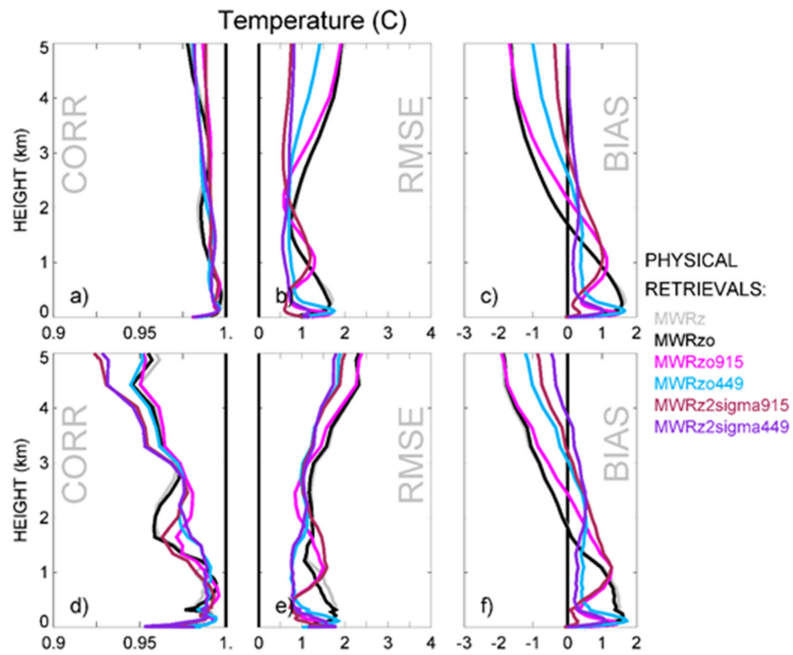 Temperature (C)
5
4
3
2
1
0
HEIGHT (km)
CORR
a)
0.9
0.95
1.
RMSE
b)
0
1
2
3
4
BIAS
c)
-3
-2
-1
0
1
2
5
4
3
2
1
0
HEIGHT (km)
CORR
d)
0.9
0.95
1.
RMSE
e)
0
1
2
3
4
BIAS
f)
-3
-2
-1
0
1
2
PHYSICAL
RETRIEVALS:
MWRz
MWRzo
MWRzo915
MWRzo449
MWRz2sigma915
MWRz2sigma449